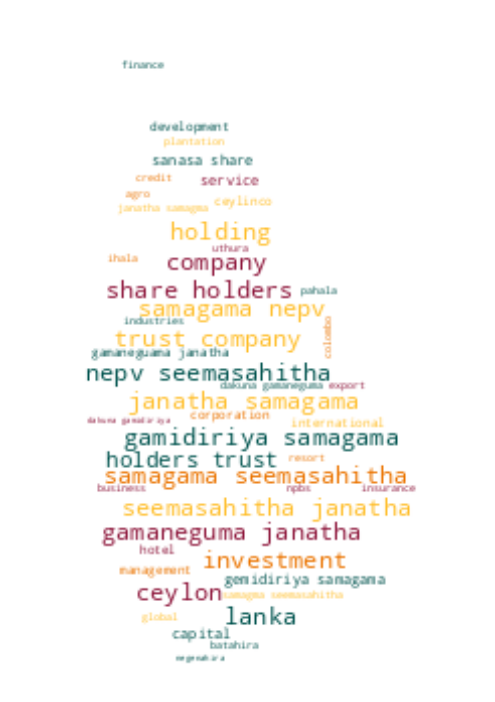 finance
development
plantation
sanasa share
credit service
agro
janatha samagma ceylinco
holding
uthura
ihala company
share holders pahala
samagama nepv
industries
trust company colombo
gamaneguama janatha
nepv seemasahitha
dakuna gamaneguma export
janatha samagama
corporation
dakuna gamidiriya international
gamidiriya samagama
holders trust resort
samagama seemasahitha
business npbs insurance
seemasahitha janatha
gamaneguma janatha
hotel
investment
management
gemidiriya samagama
ceylon samagma seemasahitha
global lanka
capital
batahira
negenahira